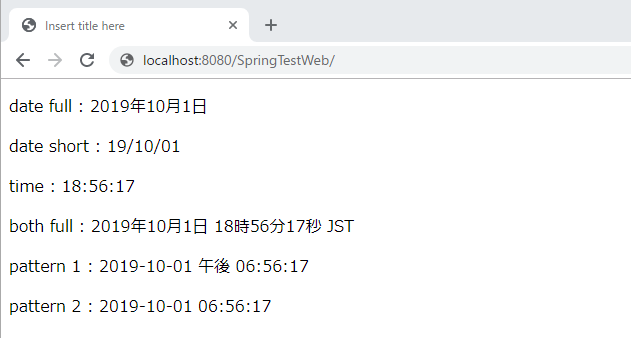 Insert title here
localhost:8080/SpringTestWeb/
date full : 2019年10月1日
date short : 19/10/01
time : 18:56:17
both full : 2019年10月1日 18時56分17秒 JST
pattern 1 : 2019-10-01 午後 06:56:17
pattern 2 : 2019-10-01 06:56:17